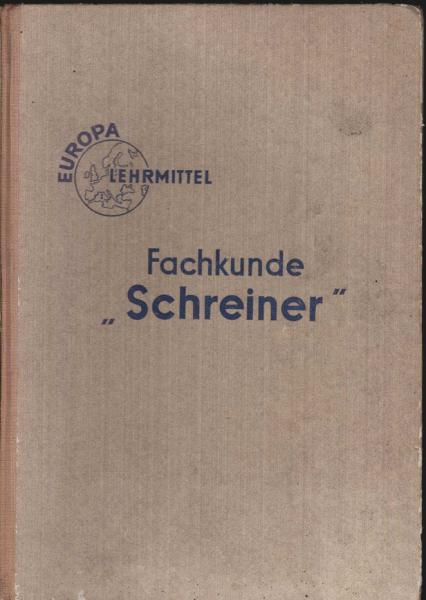 EUROPA
LEHRMITTEL
Fachkunde
„Schreiner“